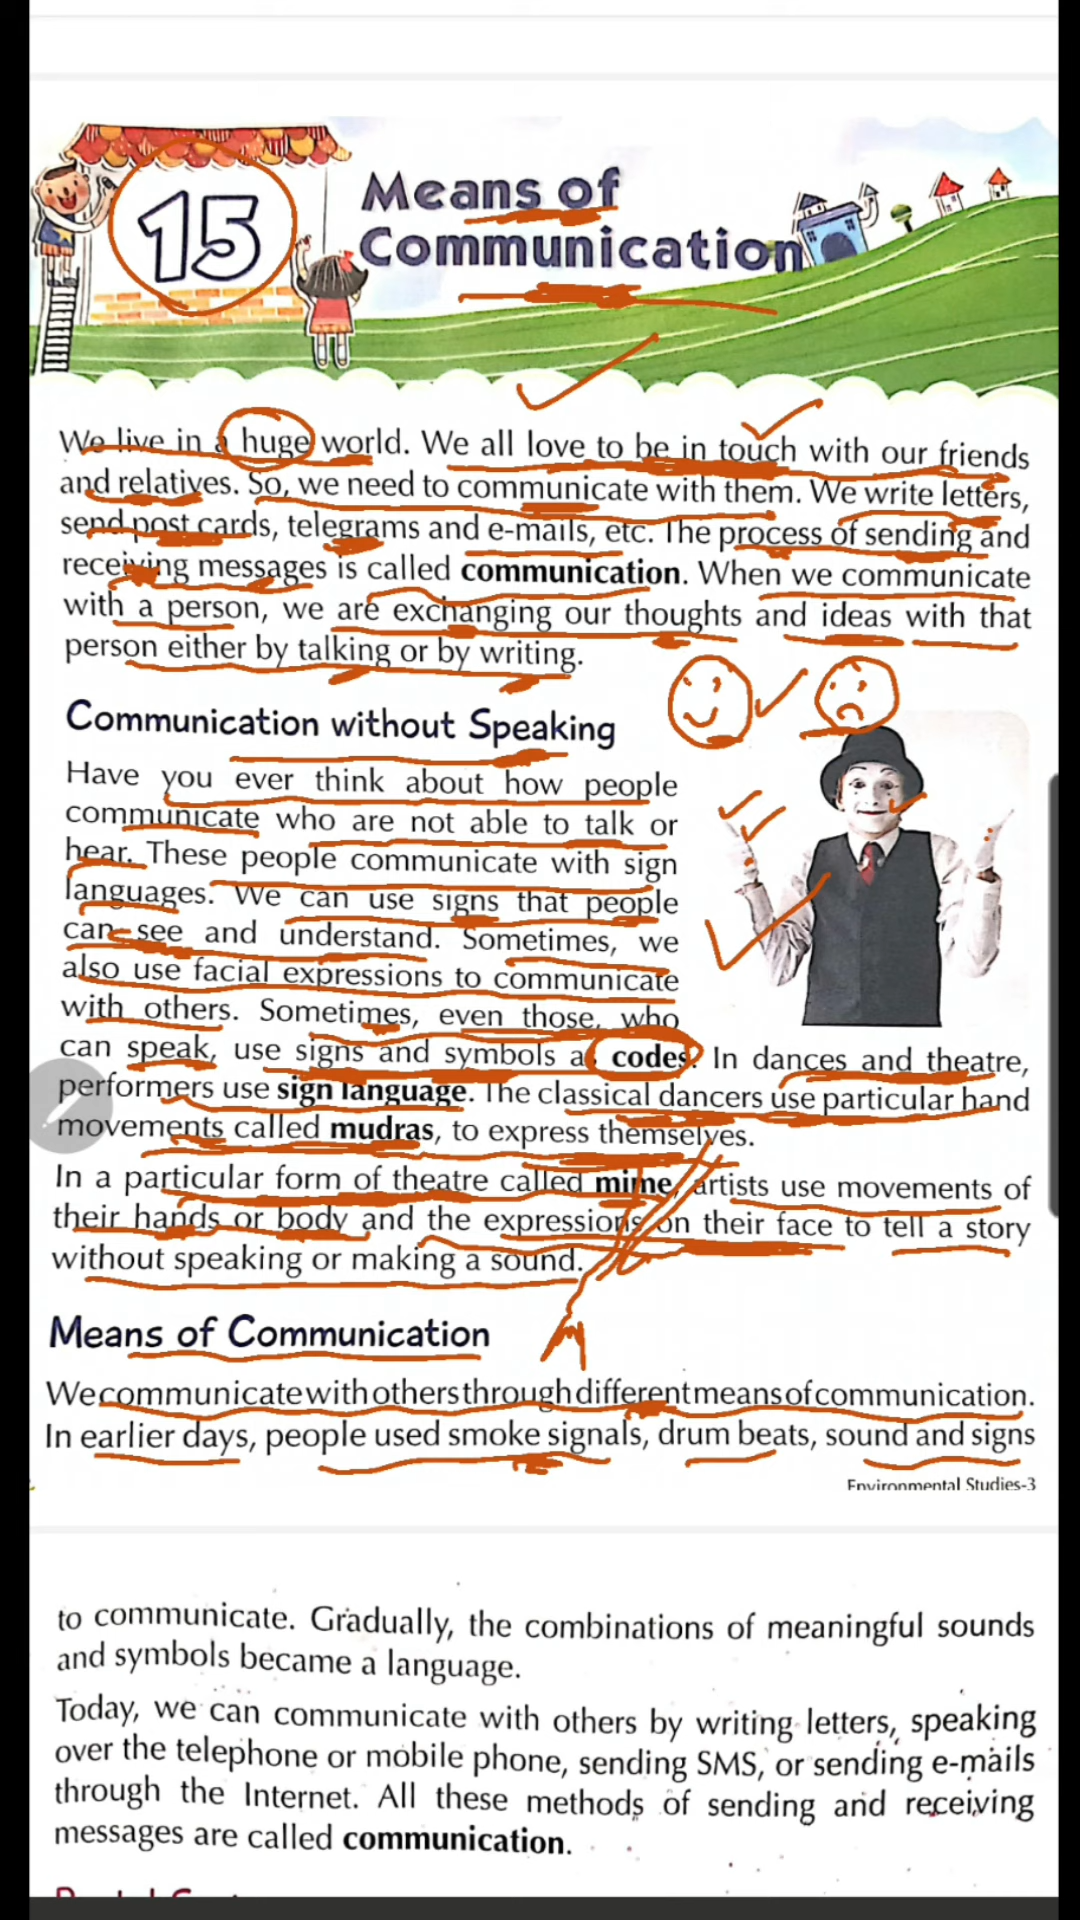 15
Means of
Communication
We live in a huge world. We all love to be in touch with our friends
and relatives. So, we need to communicate with them. We write letters,
send post cards, telegrams and e-mails, etc. The process of sending and
receiving messages is called communication. When we communicate
with a person, we are exchanging our thoughts and ideas with that
person either by talking or by writing.
Communication without Speaking
Have you ever think about how people
communicate who are not able to talk or
hear. These people communicate with sign
languages. We can use signs that people
can see and understand. Sometimes, we
also use facial expressions to communicate
with others. Sometimes, even those, who
can speak, use signs and symbols as codes. In dances and theatre,
performers use sign language. The classical dancers use particular hand
movements called mudras, to express themselves.
In a particular form of theatre called mime, artists use movements of
their hands or body and the expressions on their face to tell a story
without speaking or making a sound.
Means of Communication
We communicate with others through different means of communication.
In earlier days, people used smoke signals, drum beats, sound and signs
Environmental Studies-3
to communicate. Gradually, the combinations of meaningful sounds
and symbols became a language.
Today, we can communicate with others by writing letters, speaking
over the telephone or mobile phone, sending SMS, or sending e-mails
through the Internet. All these methods of sending and receiving
messages are called communication.